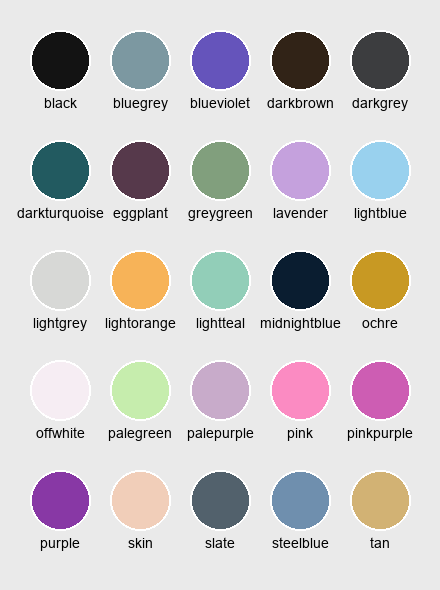 black bluegrey blueviolet darkbrown darkgrey
darkturquoise eggplant greygreen lavender lightblue
lightgrey lightorange lightteal midnightblue ochre
offwhite palegreen palepurple pink pinkpurple
purple skin slate steelblue tan